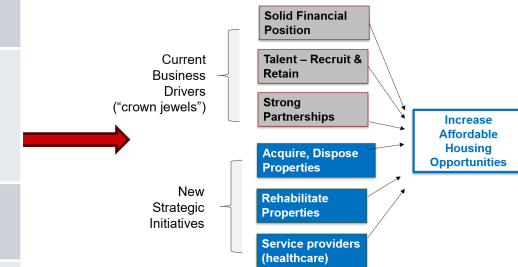 Solid Financial
Position
Current
Business
Drivers
("crown jewels")
Talent – Recruit &
Retain
Strong
Partnerships
Increase
Affordable
Housing
Opportunities
Acquire, Dispose
Properties
New
Strategic
Initiatives
Rehabilitate
Properties
Service providers
(healthcare)